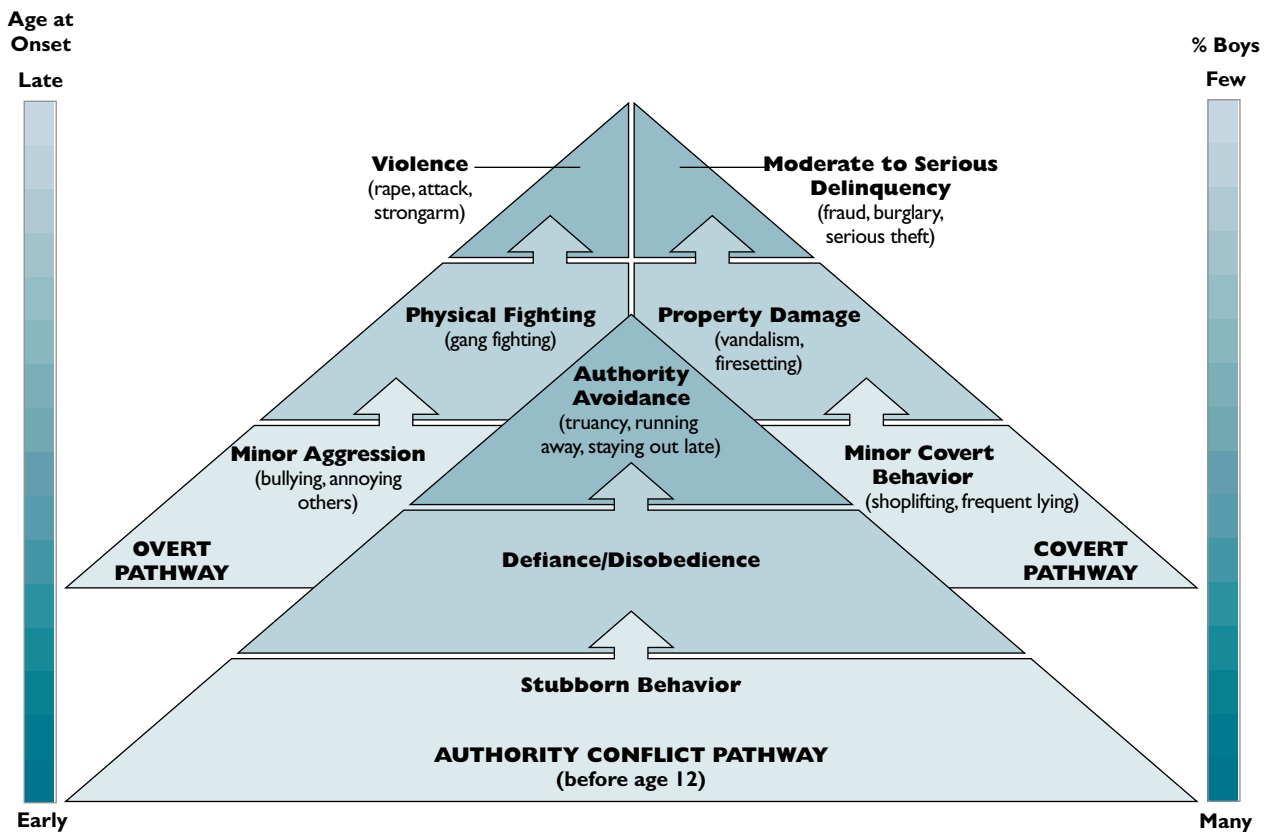 Age at
Onset
Late
% Boys
Few
Violence
(rape, attack,
strongarm)
Moderate to Serious
Delinquency
(fraud, burglary,
serious theft)
Physical Fighting
(gang fighting)
Property Damage
(vandalism,
firesetting)
Authority
Avoidance
(truancy, running
away, staying out late)
Minor Aggression
(bullying, annoying
others)
Minor Covert
Behavior
(shoplifting, frequent lying)
OVERT
PATHWAY
COVERT
PATHWAY
Defiance/Disobedience
Stubborn Behavior
AUTHORITY CONFLICT PATHWAY
(before age 12)
Early
Many